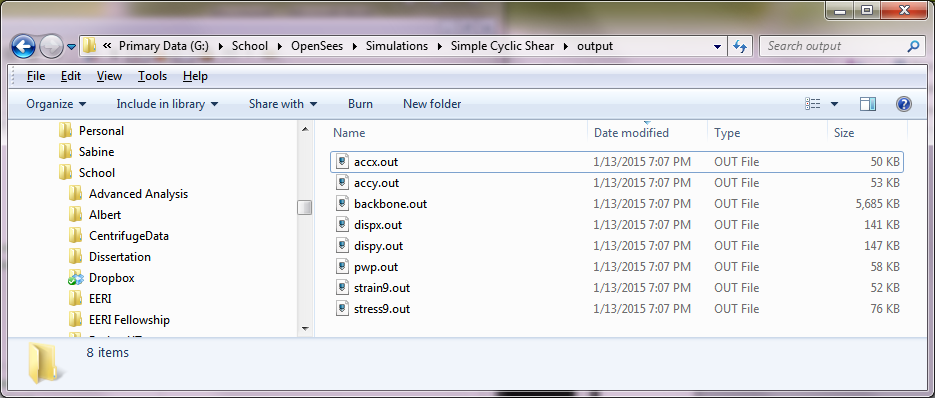 Primary Data (G:) School OpenSees Simulations Simple Cyclic Shear output Search output
File Edit View Tools Help
Organize Include in library Share with Burn New folder
Name Date modified Type Size
Personal
Sabine
School
Advanced Analysis
Albert
CentrifugeData
Dissertation
Dropbox
EERI
EERI Fellowship
accx.out 1/13/2015 7:07 PM OUT File 50 KB
accy.out 1/13/2015 7:07 PM OUT File 53 KB
backbone.out 1/13/2015 7:07 PM OUT File 5,685 KB
dispx.out 1/13/2015 7:07 PM OUT File 141 KB
dispy.out 1/13/2015 7:07 PM OUT File 147 KB
pwp.out 1/13/2015 7:07 PM OUT File 58 KB
strain9.out 1/13/2015 7:07 PM OUT File 52 KB
stress9.out 1/13/2015 7:07 PM OUT File 76 KB
8 items